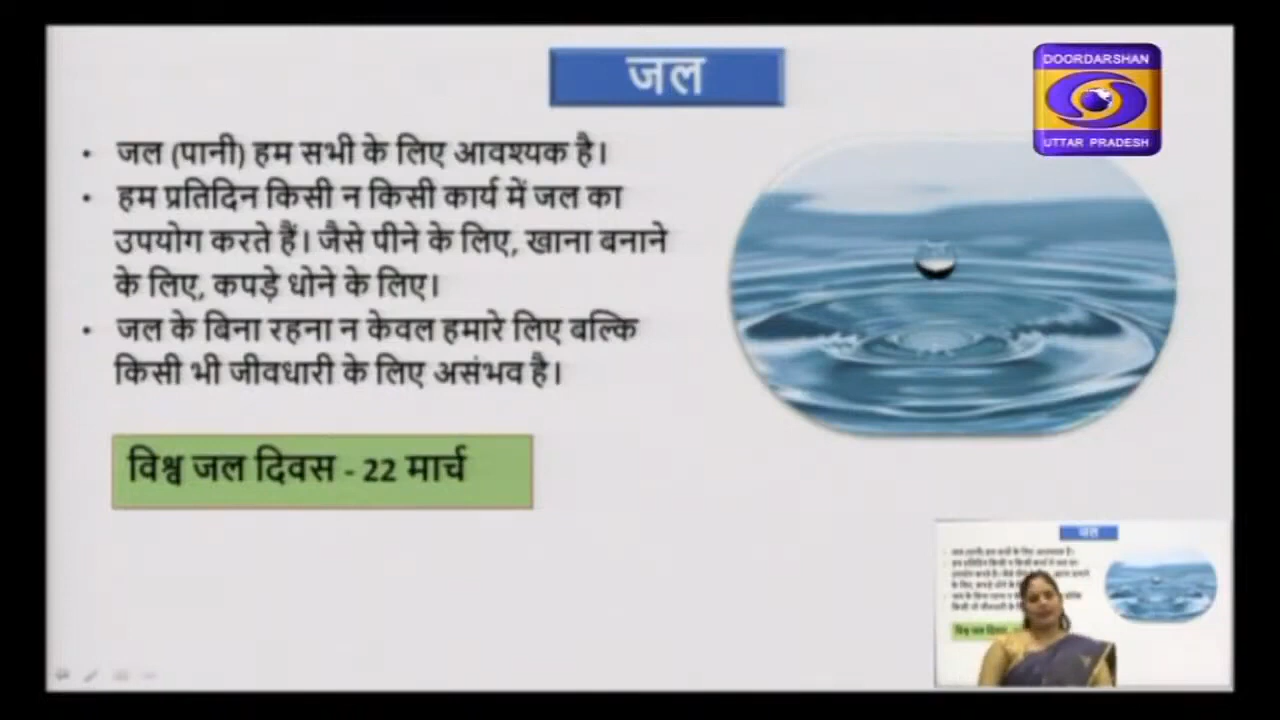 जल
DOORDARSHAN
UTTAR PRADESH
• जल (पानी) हम सभी के लिए आवश्यक है।
• हम प्रतिदिन किसी न किसी कार्य में जल का
उपयोग करते हैं। जैसे पीने के लिए, खाना बनाने
के लिए, कपड़े धोने के लिए।
• जल के बिना रहना न केवल हमारे लिए बल्कि
किसी भी जीवधारी के लिए असंभव है।
विश्व जल दिवस - 22 मार्च
जल